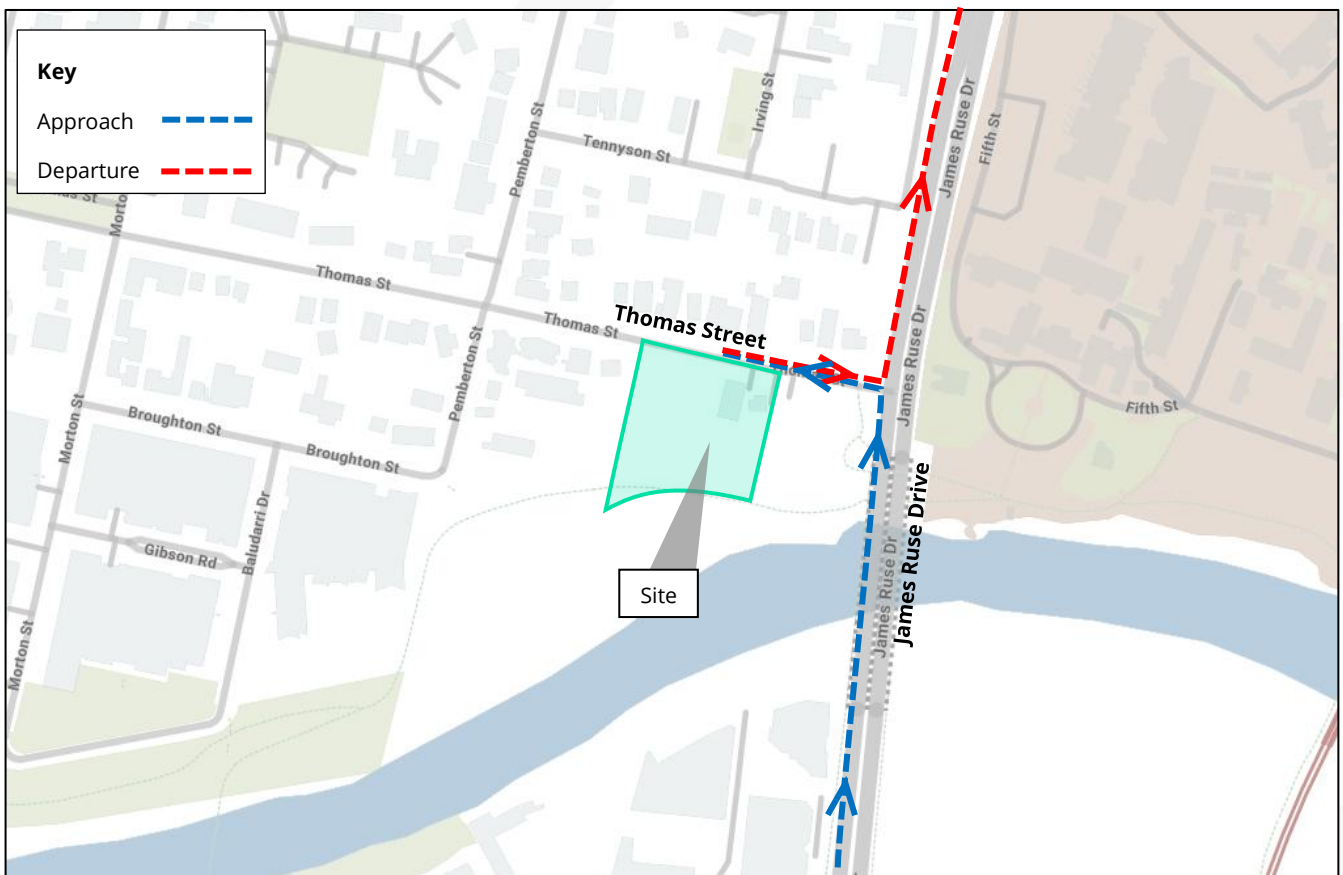 Key
Approach
Departure
James Ruse Dr
Irving St
Fifth St
Pemberton St
Tennyson St
Thomas St
Thomas Street
Thomas St
James Ruse Dr
Pemberton St
Fifth St
Morton St
Broughton St
Broughton St
James Ruse Drive
Baludarri Dr
Gibson Rd
James Ruse Dr
Site
Morton St